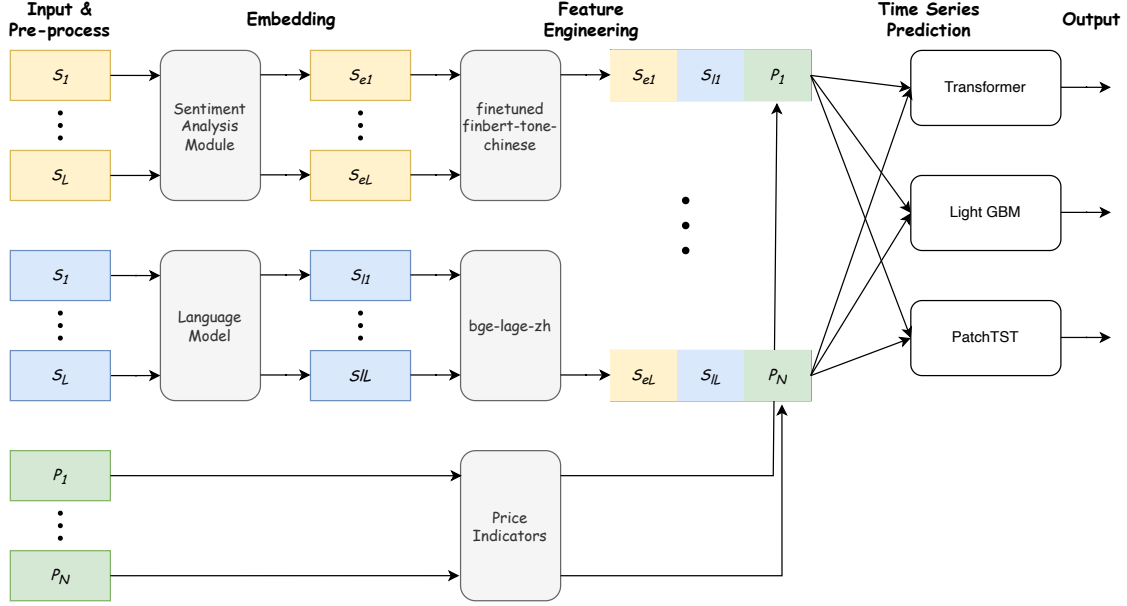 Input &
Pre-process
Embedding
Feature
Engineering
Time Series
Prediction
Output
S1
SL
Sentiment
Analysis
Module
Se1
SeL
finetuned
finbert-tone-
chinese
Se1 Sl1 P1
Transformer
Light GBM
PatchTST
S1
SL
Language
Model
Sl1
SlL
bge-lage-zh
SeL SlL PN
P1
PN
Price
Indicators